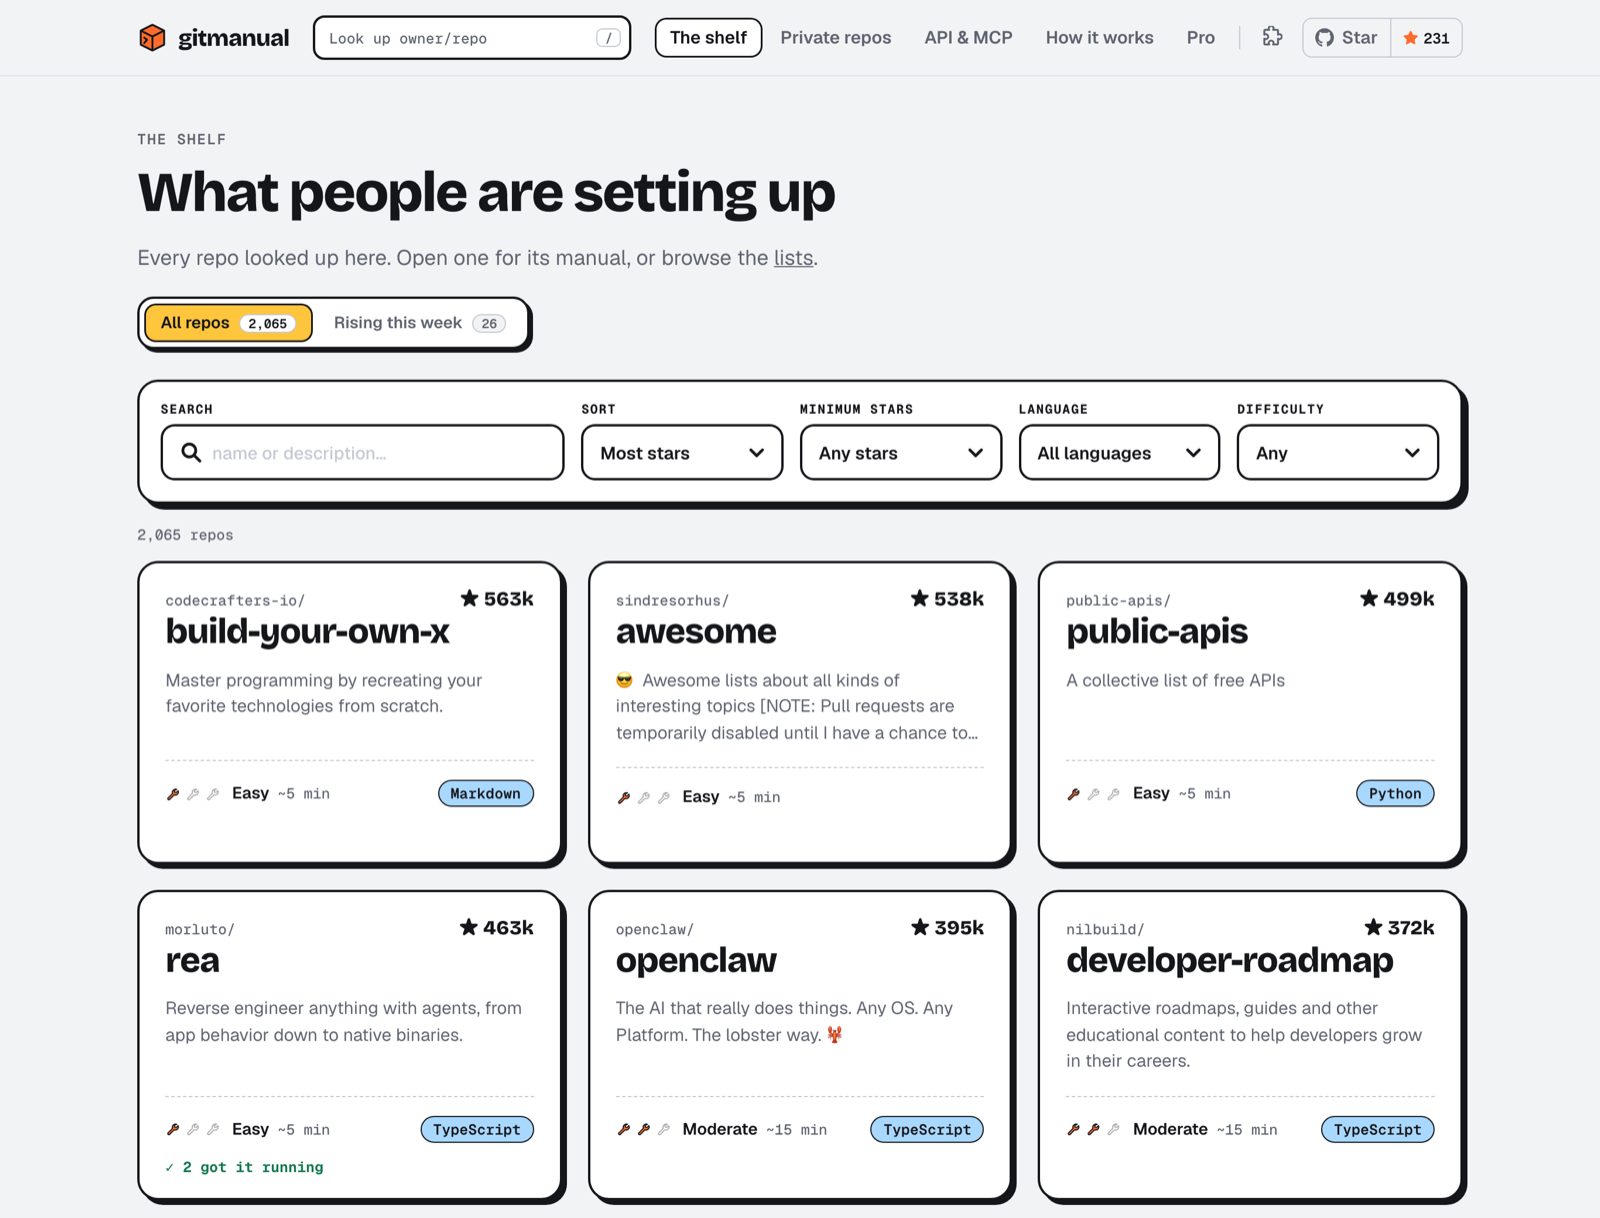 gitmanual
Look up owner/repo /
The shelf
Private repos
API & MCP
How it works
Pro
Star
231
THE SHELF
What people are setting up
Every repo looked up here. Open one for its manual, or browse the lists.
All repos 2,065
Rising this week 26
SEARCH
name or description...
SORT
Most stars
MINIMUM STARS
Any stars
LANGUAGE
All languages
DIFFICULTY
Any
2,065 repos
codecrafters-io/
563k
build-your-own-x
Master programming by recreating your
favorite technologies from scratch.
Easy ~5 min
Markdown
sindresorhus/
538k
awesome
😎 Awesome lists about all kinds of
interesting topics [NOTE: Pull requests are
temporarily disabled until I have a chance to...
Easy ~5 min
public-apis/
499k
public-apis
A collective list of free APIs
Easy ~5 min
Python
morluto/
463k
rea
Reverse engineer anything with agents, from
app behavior down to native binaries.
Easy ~5 min
TypeScript
✓ 2 got it running
openclaw/
395k
openclaw
The AI that really does things. Any OS. Any
Platform. The lobster way. 🦞
Moderate ~15 min
TypeScript
nilbuild/
372k
developer-roadmap
Interactive roadmaps, guides and other
educational content to help developers grow
in their careers.
Moderate ~15 min
TypeScript